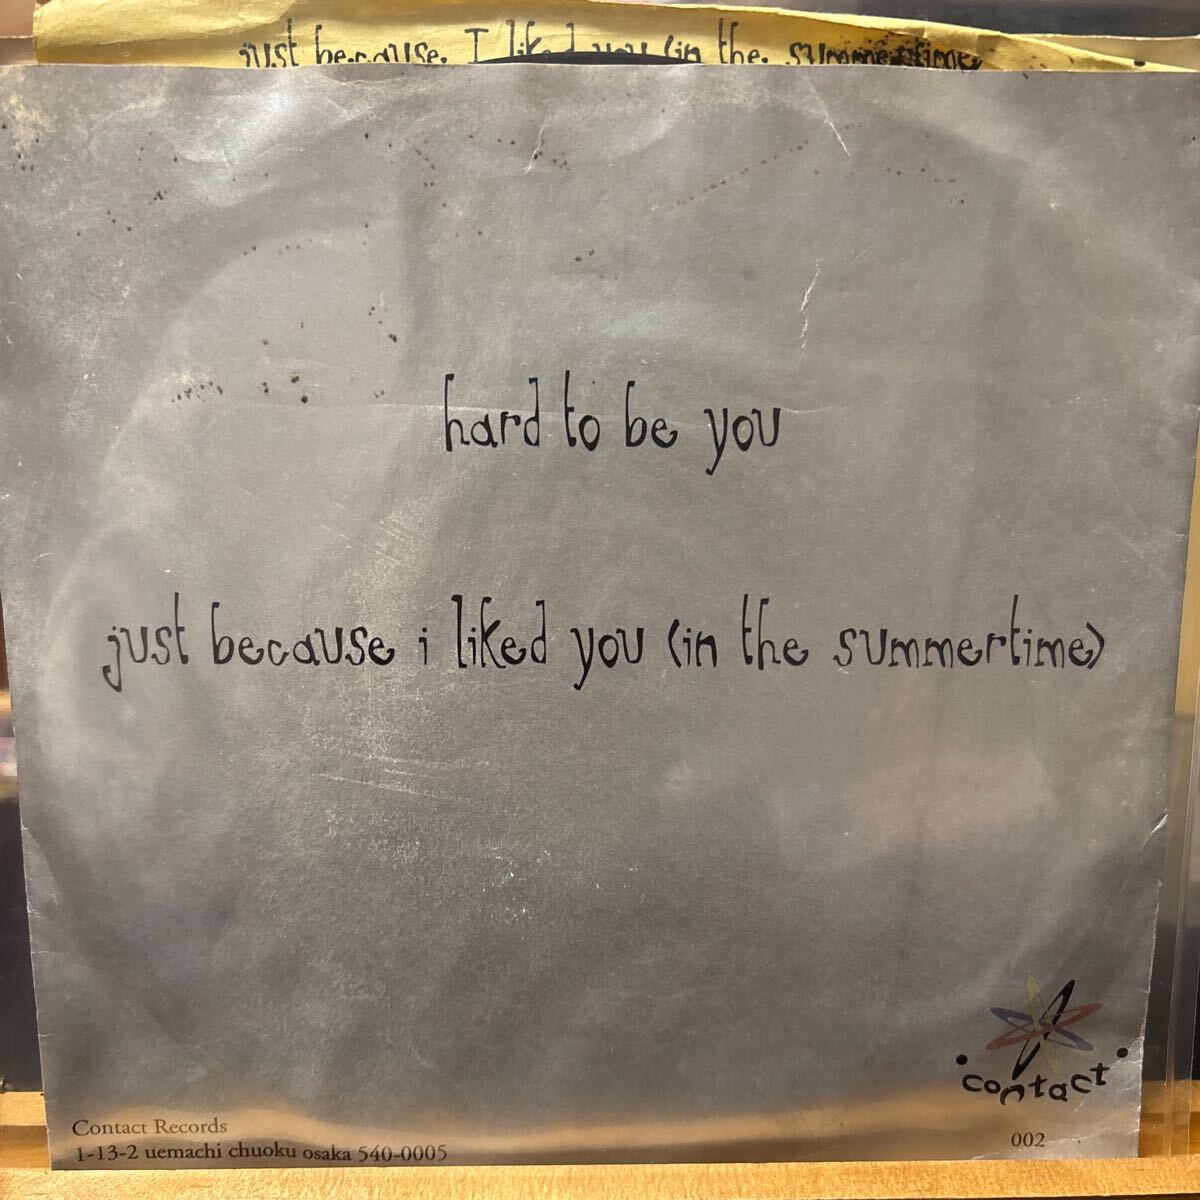 just because I liked you (in the summertime
hard to be you
just because i liked you (in the summertime)
contact
Contact Records
1-13-2 uemachi chuoku osaka 540-0005
002